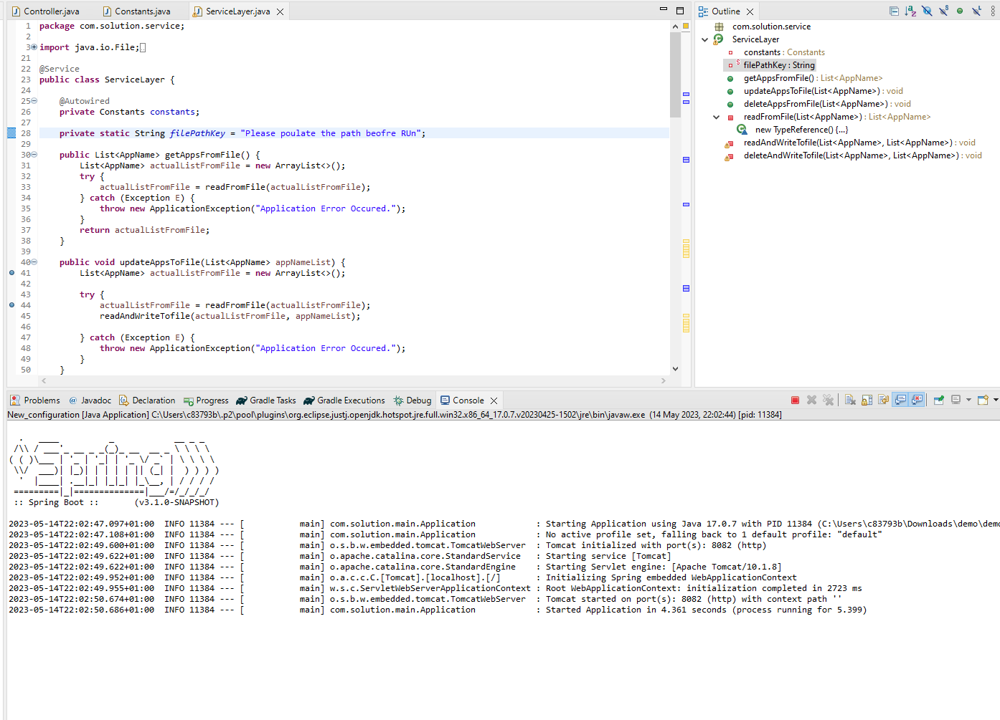 Controller.java Constants.java ServiceLayer.java
1 package com.solution.service;
2
3 import java.io.File;
21
22 @Service
23 public class ServiceLayer {
24
25 @Autowired
26 private Constants constants;
27
28 private static String filePathKey = "Please poulate the path beofre RUn";
29
30 public List<AppName> getAppsFromFile() {
31 List<AppName> actualListFromFile = new ArrayList<>();
32 try {
33 actualListFromFile = readFromFile(actualListFromFile);
34 } catch (Exception E) {
35 throw new ApplicationException("Application Error Occured.");
36 }
37 return actualListFromFile;
38 }
39
40 public void updateAppsToFile(List<AppName> appNameList) {
41 List<AppName> actualListFromFile = new ArrayList<>();
42
43 try {
44 actualListFromFile = readFromFile(actualListFromFile);
45 readAndWriteTofile(actualListFromFile, appNameList);
46
47 } catch (Exception E) {
48 throw new ApplicationException("Application Error Occured.");
49 }
50 }
Outline
com.solution.service
ServiceLayer
constants : Constants
filePathKey : String
getAppsFromFile() : List<AppName>
updateAppsToFile(List<AppName>) : void
deleteAppsFromFile(List<AppName>) : void
readFromFile(List<AppName>) : List<AppName>
new TypeReference() {...}
readAndWriteTofile(List<AppName>, List<AppName>) : void
deleteAndWriteTofile(List<AppName>, List<AppName>) : void
Problems @ Javadoc Declaration Progress Gradle Tasks Gradle Executions Debug Console
New_configuration [Java Application] C:\Users\c83793b\.p2\pool\plugins\org.eclipse.justj.openjdk.hotspot.jre.full.win32.x86_64_17.0.7.v20230425-1502\jre\bin\javaw.exe (14 May 2023, 22:02:44) [pid: 11384]
  .   ____          _            __ _ _
 /\\ / ___'_ __ _ _(_)_ __  __ _ \ \ \ \
( ( )\___ | '_ | '_| | '_ \/ _` | \ \ \ \
 \\/  ___)| |_)| | | | | || (_| |  ) ) ) )
  '  |____| .__|_| |_|_| |_\__, | / / / /
 =========|_|==============|___/=/_/_/_/
 :: Spring Boot ::       (v3.1.0-SNAPSHOT)
2023-05-14T22:02:47.097+01:00 INFO 11384 --- [ main] com.solution.main.Application : Starting Application using Java 17.0.7 with PID 11384 (C:\Users\c83793b\Downloads\demo\demo
2023-05-14T22:02:47.108+01:00 INFO 11384 --- [ main] com.solution.main.Application : No active profile set, falling back to 1 default profile: "default"
2023-05-14T22:02:49.600+01:00 INFO 11384 --- [ main] o.s.b.w.embedded.tomcat.TomcatWebServer : Tomcat initialized with port(s): 8082 (http)
2023-05-14T22:02:49.622+01:00 INFO 11384 --- [ main] o.apache.catalina.core.StandardService : Starting service [Tomcat]
2023-05-14T22:02:49.622+01:00 INFO 11384 --- [ main] o.apache.catalina.core.StandardEngine : Starting Servlet engine: [Apache Tomcat/10.1.8]
2023-05-14T22:02:49.952+01:00 INFO 11384 --- [ main] o.a.c.c.C.[Tomcat].[localhost].[/] : Initializing Spring embedded WebApplicationContext
2023-05-14T22:02:49.955+01:00 INFO 11384 --- [ main] w.s.c.ServletWebServerApplicationContext : Root WebApplicationContext: initialization completed in 2723 ms
2023-05-14T22:02:50.674+01:00 INFO 11384 --- [ main] o.s.b.w.embedded.tomcat.TomcatWebServer : Tomcat started on port(s): 8082 (http) with context path ''
2023-05-14T22:02:50.686+01:00 INFO 11384 --- [ main] com.solution.main.Application : Started Application in 4.361 seconds (process running for 5.399)